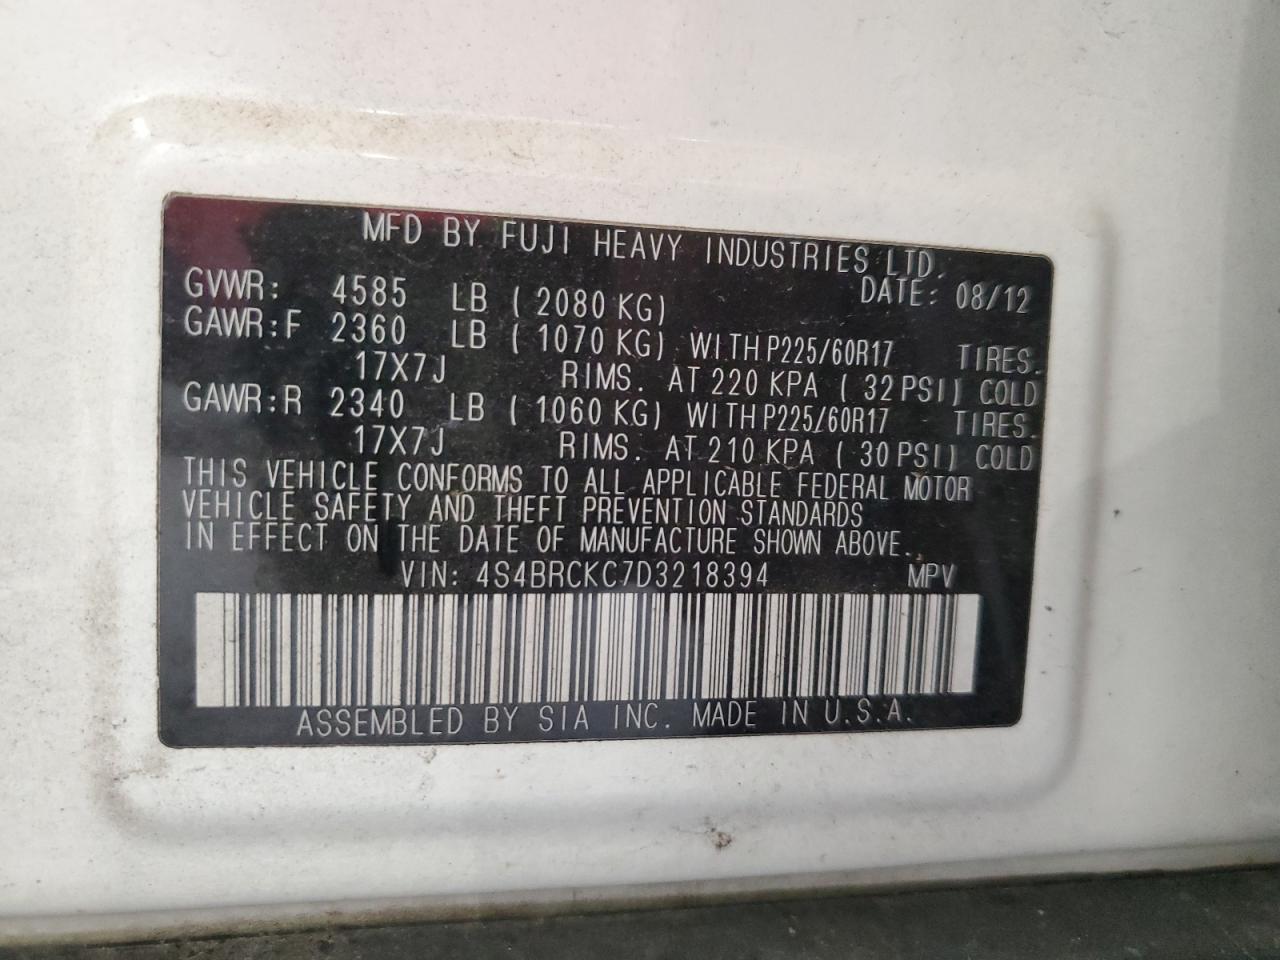 MFD BY FUJI HEAVY INDUSTRIES LTD.
DATE: 08/12
GVWR: 4585 LB ( 2080 KG)
GAWR:F 2360 LB ( 1070 KG) WITH P225/60R17 TIRES.
17X7J RIMS. AT 220 KPA ( 32 PSI) COLD
GAWR:R 2340 LB ( 1060 KG) WITH P225/60R17 TIRES.
17X7J RIMS. AT 210 KPA ( 30 PSI) COLD
THIS VEHICLE CONFORMS TO ALL APPLICABLE FEDERAL MOTOR
VEHICLE SAFETY AND THEFT PREVENTION STANDARDS
IN EFFECT ON THE DATE OF MANUFACTURE SHOWN ABOVE.
VIN: 4S4BRCKC7D3218394 MPV
ASSEMBLED BY SIA INC. MADE IN U.S.A.